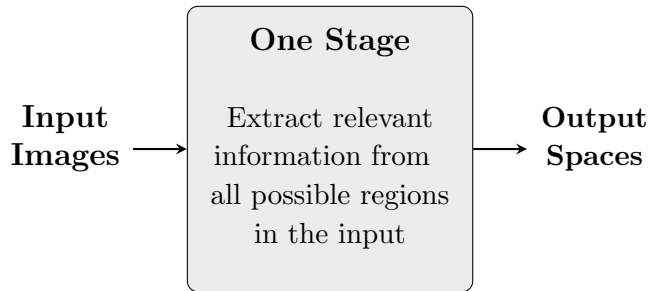 One Stage
Input
Images
Extract relevant
information from
all possible regions
in the input
Output
Spaces